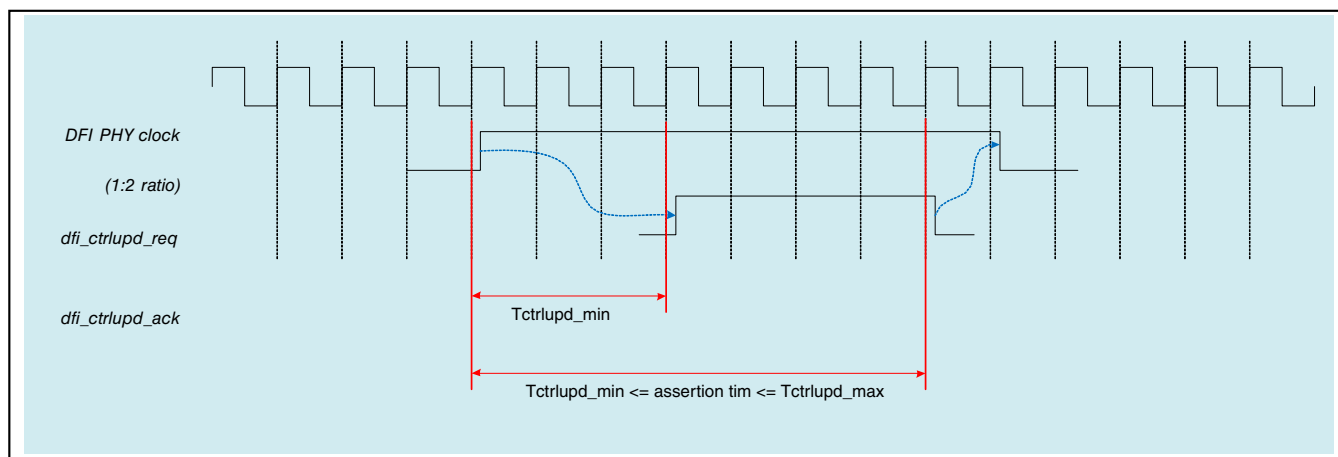 DFI PHY clock
(1:2 ratio)
dfi_ctrlupd_req
dfi_ctrlupd_ack
Tctrlupd_min
Tctrlupd_min <= assertion tim <= Tctrlupd_max